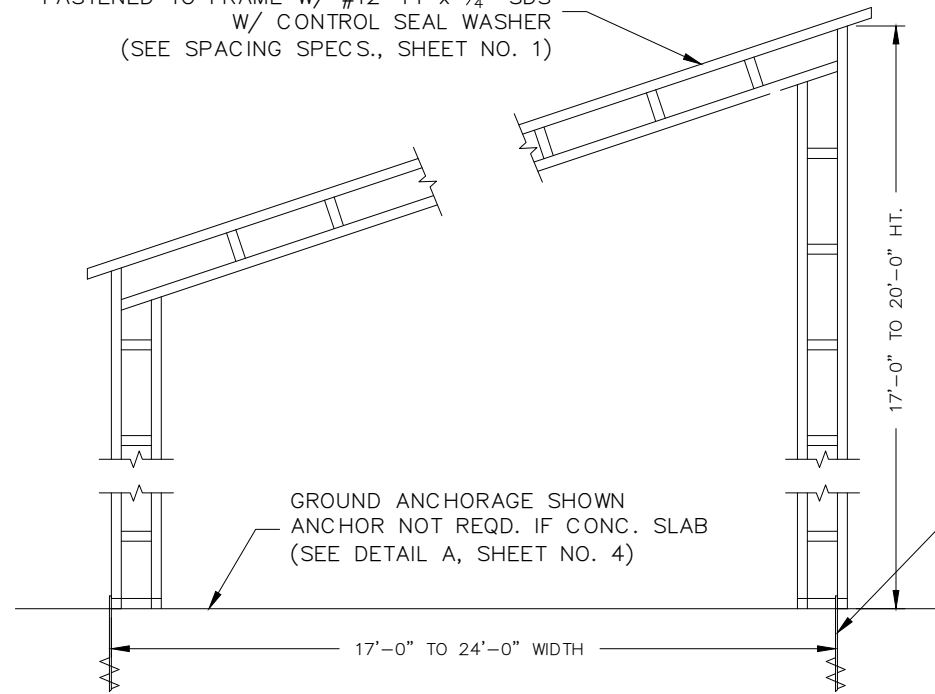 W/ CONTROL SEAL WASHER
(SEE SPACING SPECS., SHEET NO. 1)
17'-0" TO 20'-0" HT.
GROUND ANCHORAGE SHOWN
ANCHOR NOT REQD. IF CONC. SLAB
(SEE DETAIL A, SHEET NO. 4)
17'-0" TO 24'-0" WIDTH